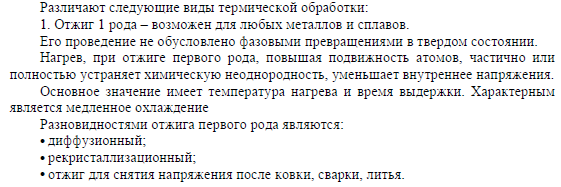 Различают следующие виды термической обработки:
1. Отжиг 1 рода – возможен для любых металлов и сплавов.
Его проведение не обусловлено фазовыми превращениями в твердом состоянии.
Нагрев, при отжиге первого рода, повышая подвижность атомов, частично или
полностью устраняет химическую неоднородность, уменьшает внутреннее напряжения.
Основное значение имеет температура нагрева и время выдержки. Характерным
является медленное охлаждение
Разновидностями отжига первого рода являются:
• диффузионный;
• рекристаллизационный;
• отжиг для снятия напряжения после ковки, сварки, литья.